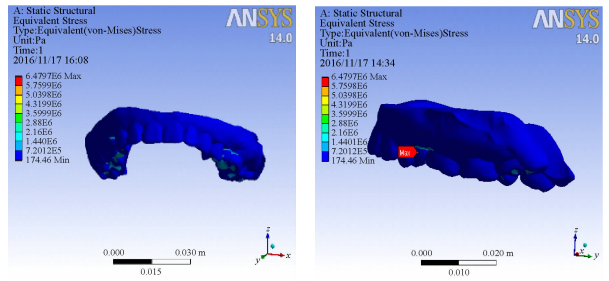 A: Static Structural
Equivalent Stress
Type:Equivalent(von-Mises)Stress
Unit:Pa
Time:1
2016/11/17 16:08
ANSYS
14.0
6.4797E6 Max
5.7599E6
5.0398E6
4.3199E6
3.5999E6
2.88E6
2.16E6
1.440E6
7.2012E5
174.46 Min
0.000
0.030 m
0.015
z
x
y
A: Static Structural
Equivalent Stress
Type:Equivalent(von-Mises)Stress
Unit:Pa
Time:1
2016/11/17 14:34
ANSYS
14.0
6.4797E6 Max
5.7598E6
5.0399E6
4.3199E6
3.5999E6
2.88E6
2.16E6
1.4401E6
7.2012E5
174.46 Min
Max
0.000
0.020 m
0.010
z
x
y